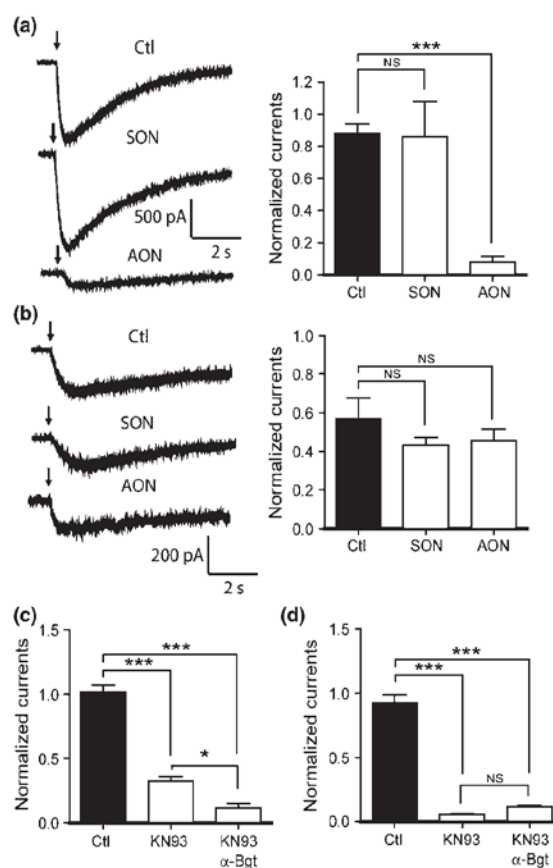 (a)
Ctl
SON
500 pA
2 s
AON
***
NS
Normalized currents
1.2
1.0
0.8
0.6
0.4
0.2
0.0
Ctl SON AON
(b)
Ctl
SON
AON
200 pA
2 s
NS
NS
Normalized currents
1.0
0.8
0.6
0.4
0.2
0.0
Ctl SON AON
(c)
***
***
*
Normalized currents
1.0
0.5
0.0
Ctl KN93 KN93
α-Bgt
(d)
***
***
NS
Normalized currents
1.5
1.0
0.5
0.0
Ctl KN93 KN93
α-Bgt